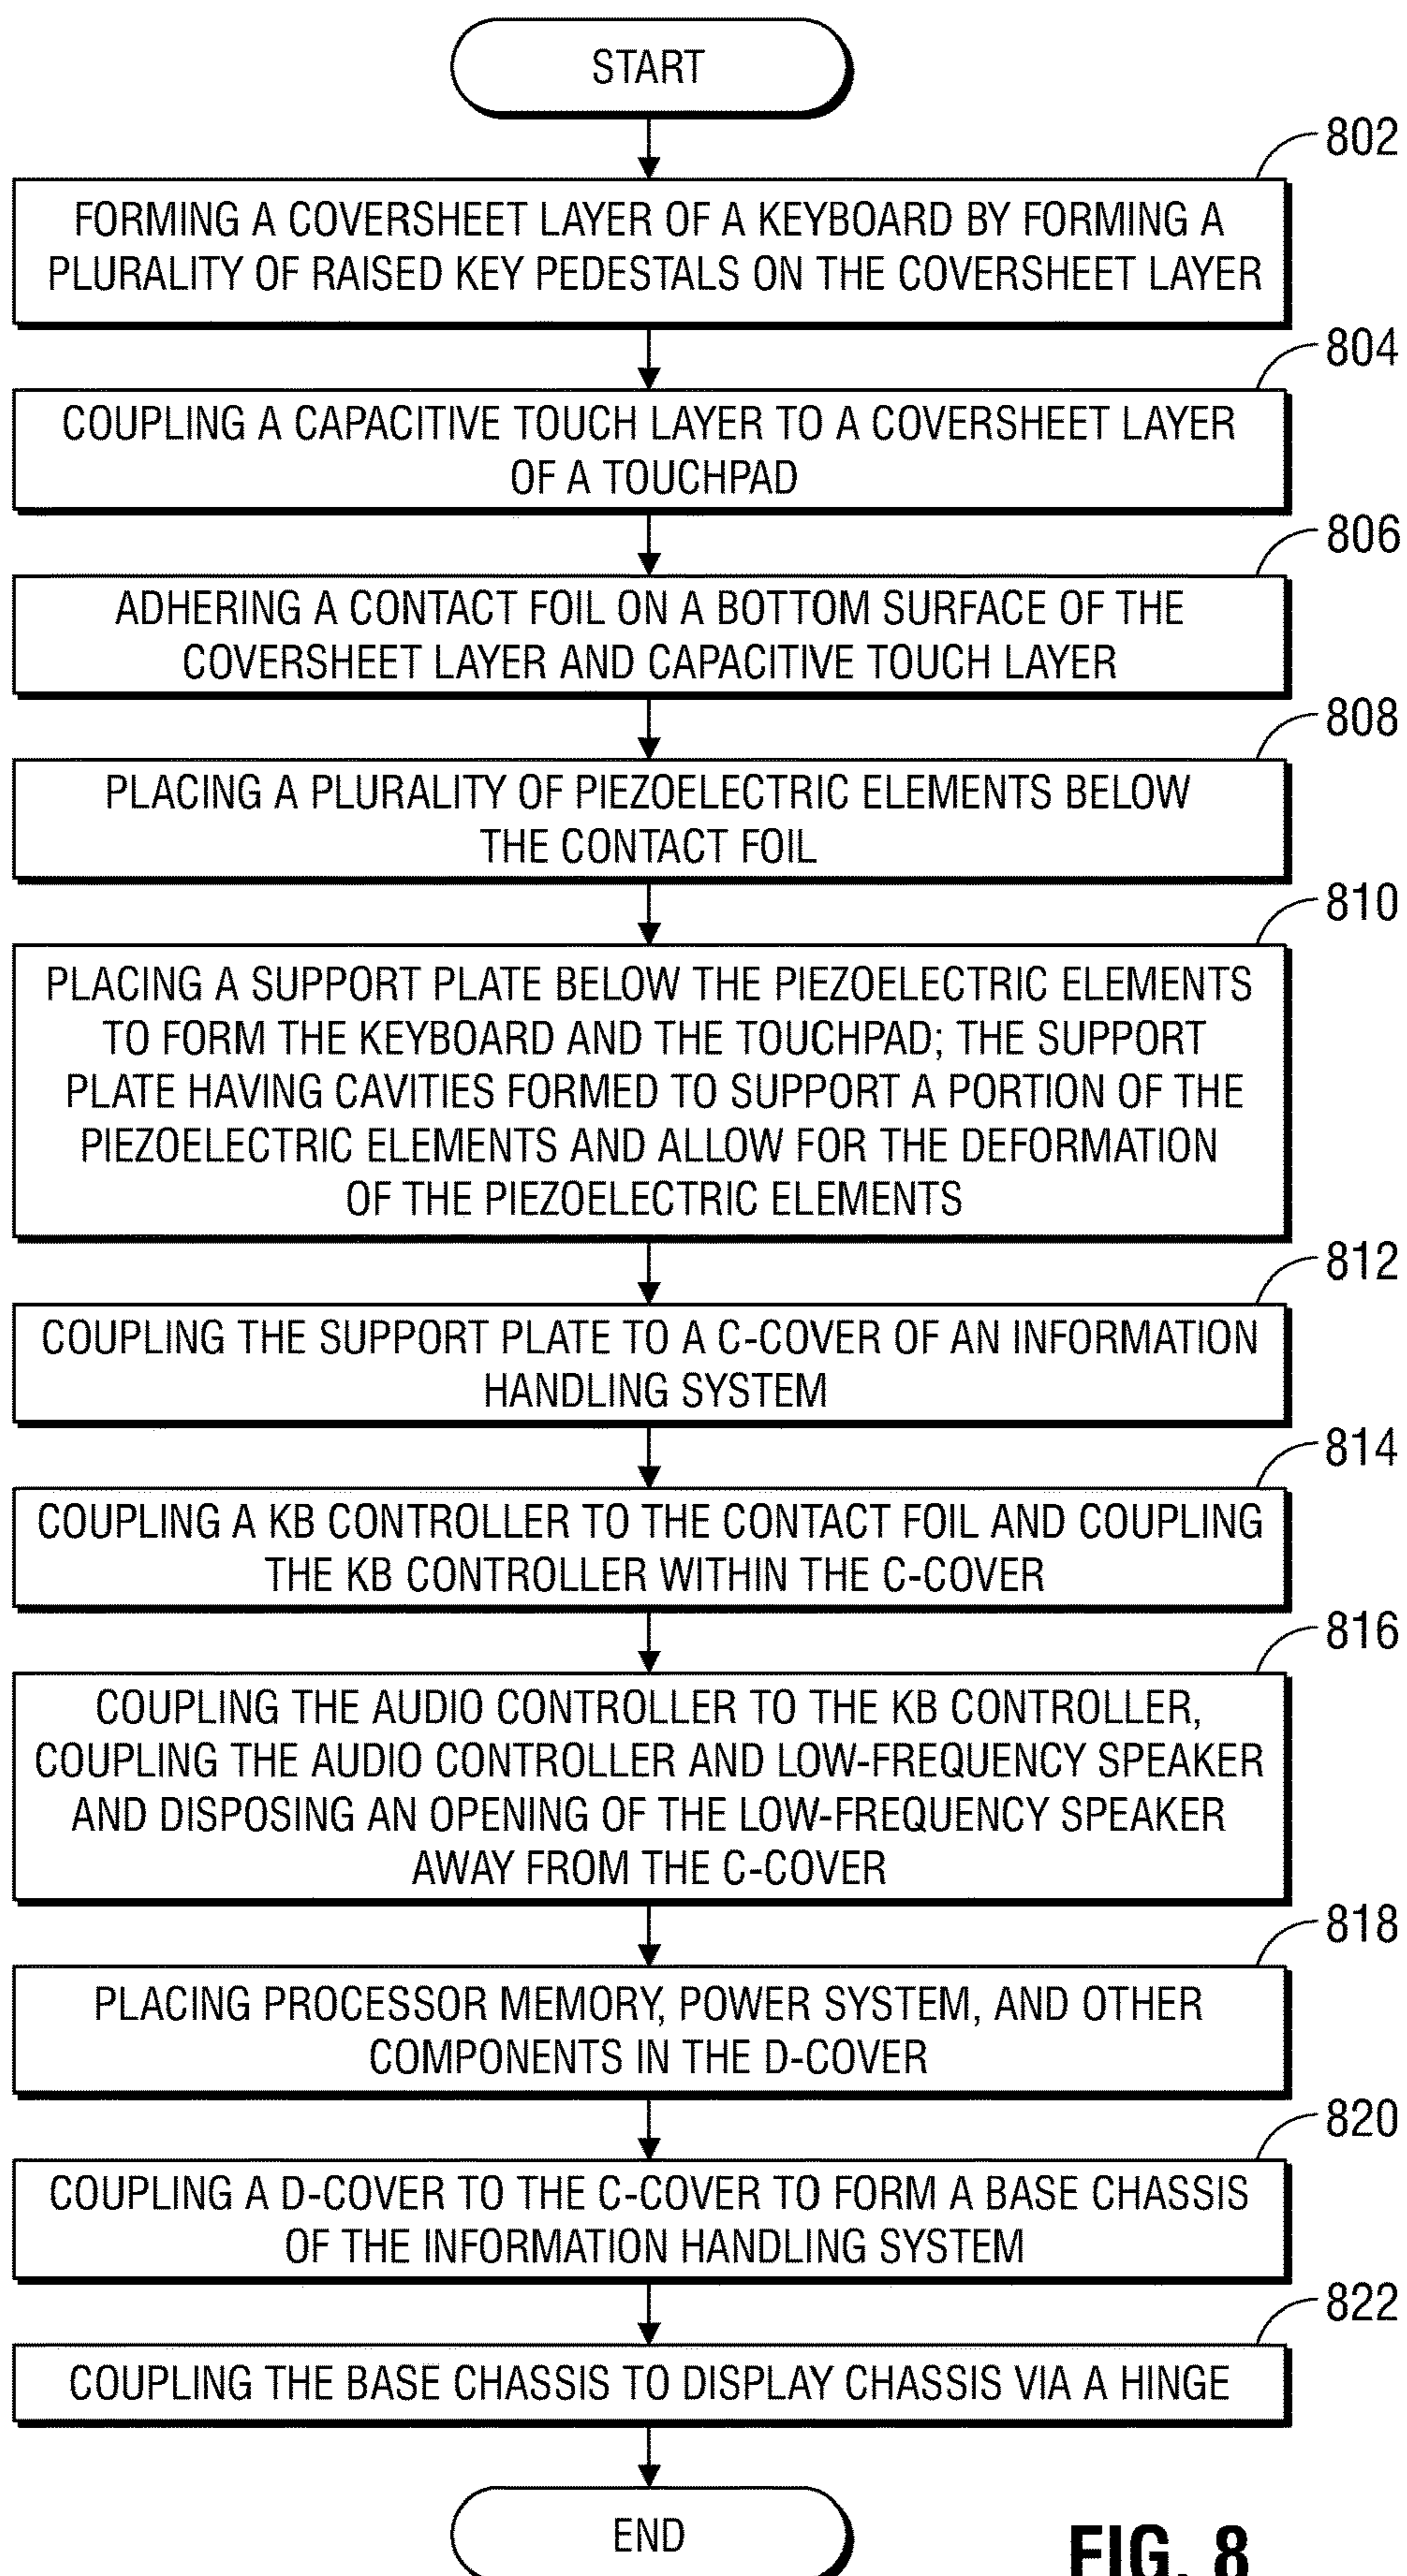 START
802
FORMING A COVERSHEET LAYER OF A KEYBOARD BY FORMING A
PLURALITY OF RAISED KEY PEDESTALS ON THE COVERSHEET LAYER
804
COUPLING A CAPACITIVE TOUCH LAYER TO A COVERSHEET LAYER
OF A TOUCHPAD
806
ADHERING A CONTACT FOIL ON A BOTTOM SURFACE OF THE
COVERSHEET LAYER AND CAPACITIVE TOUCH LAYER
808
PLACING A PLURALITY OF PIEZOELECTRIC ELEMENTS BELOW
THE CONTACT FOIL
810
PLACING A SUPPORT PLATE BELOW THE PIEZOELECTRIC ELEMENTS
TO FORM THE KEYBOARD AND THE TOUCHPAD; THE SUPPORT
PLATE HAVING CAVITIES FORMED TO SUPPORT A PORTION OF THE
PIEZOELECTRIC ELEMENTS AND ALLOW FOR THE DEFORMATION
OF THE PIEZOELECTRIC ELEMENTS
812
COUPLING THE SUPPORT PLATE TO A C-COVER OF AN INFORMATION
HANDLING SYSTEM
814
COUPLING A KB CONTROLLER TO THE CONTACT FOIL AND COUPLING
THE KB CONTROLLER WITHIN THE C-COVER
816
COUPLING THE AUDIO CONTROLLER TO THE KB CONTROLLER,
COUPLING THE AUDIO CONTROLLER AND LOW-FREQUENCY SPEAKER
AND DISPOSING AN OPENING OF THE LOW-FREQUENCY SPEAKER
AWAY FROM THE C-COVER
818
PLACING PROCESSOR MEMORY, POWER SYSTEM, AND OTHER
COMPONENTS IN THE D-COVER
820
COUPLING A D-COVER TO THE C-COVER TO FORM A BASE CHASSIS
OF THE INFORMATION HANDLING SYSTEM
822
COUPLING THE BASE CHASSIS TO DISPLAY CHASSIS VIA A HINGE
END
FIG. 8